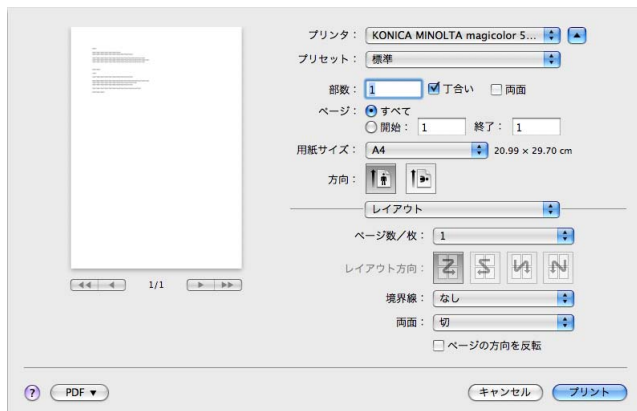 プリンタ： KONICA MINOLTA magicolor 5...
プリセット： 標準
部数： 1 丁合い 両面
ページ： すべて
開始： 1 終了： 1
用紙サイズ： A4 20.99 × 29.70 cm
方向：
レイアウト
ページ数／枚： 1
レイアウト方向：
1/1
境界線： なし
両面： 切
ページの方向を反転
? PDF ▼ キャンセル プリント